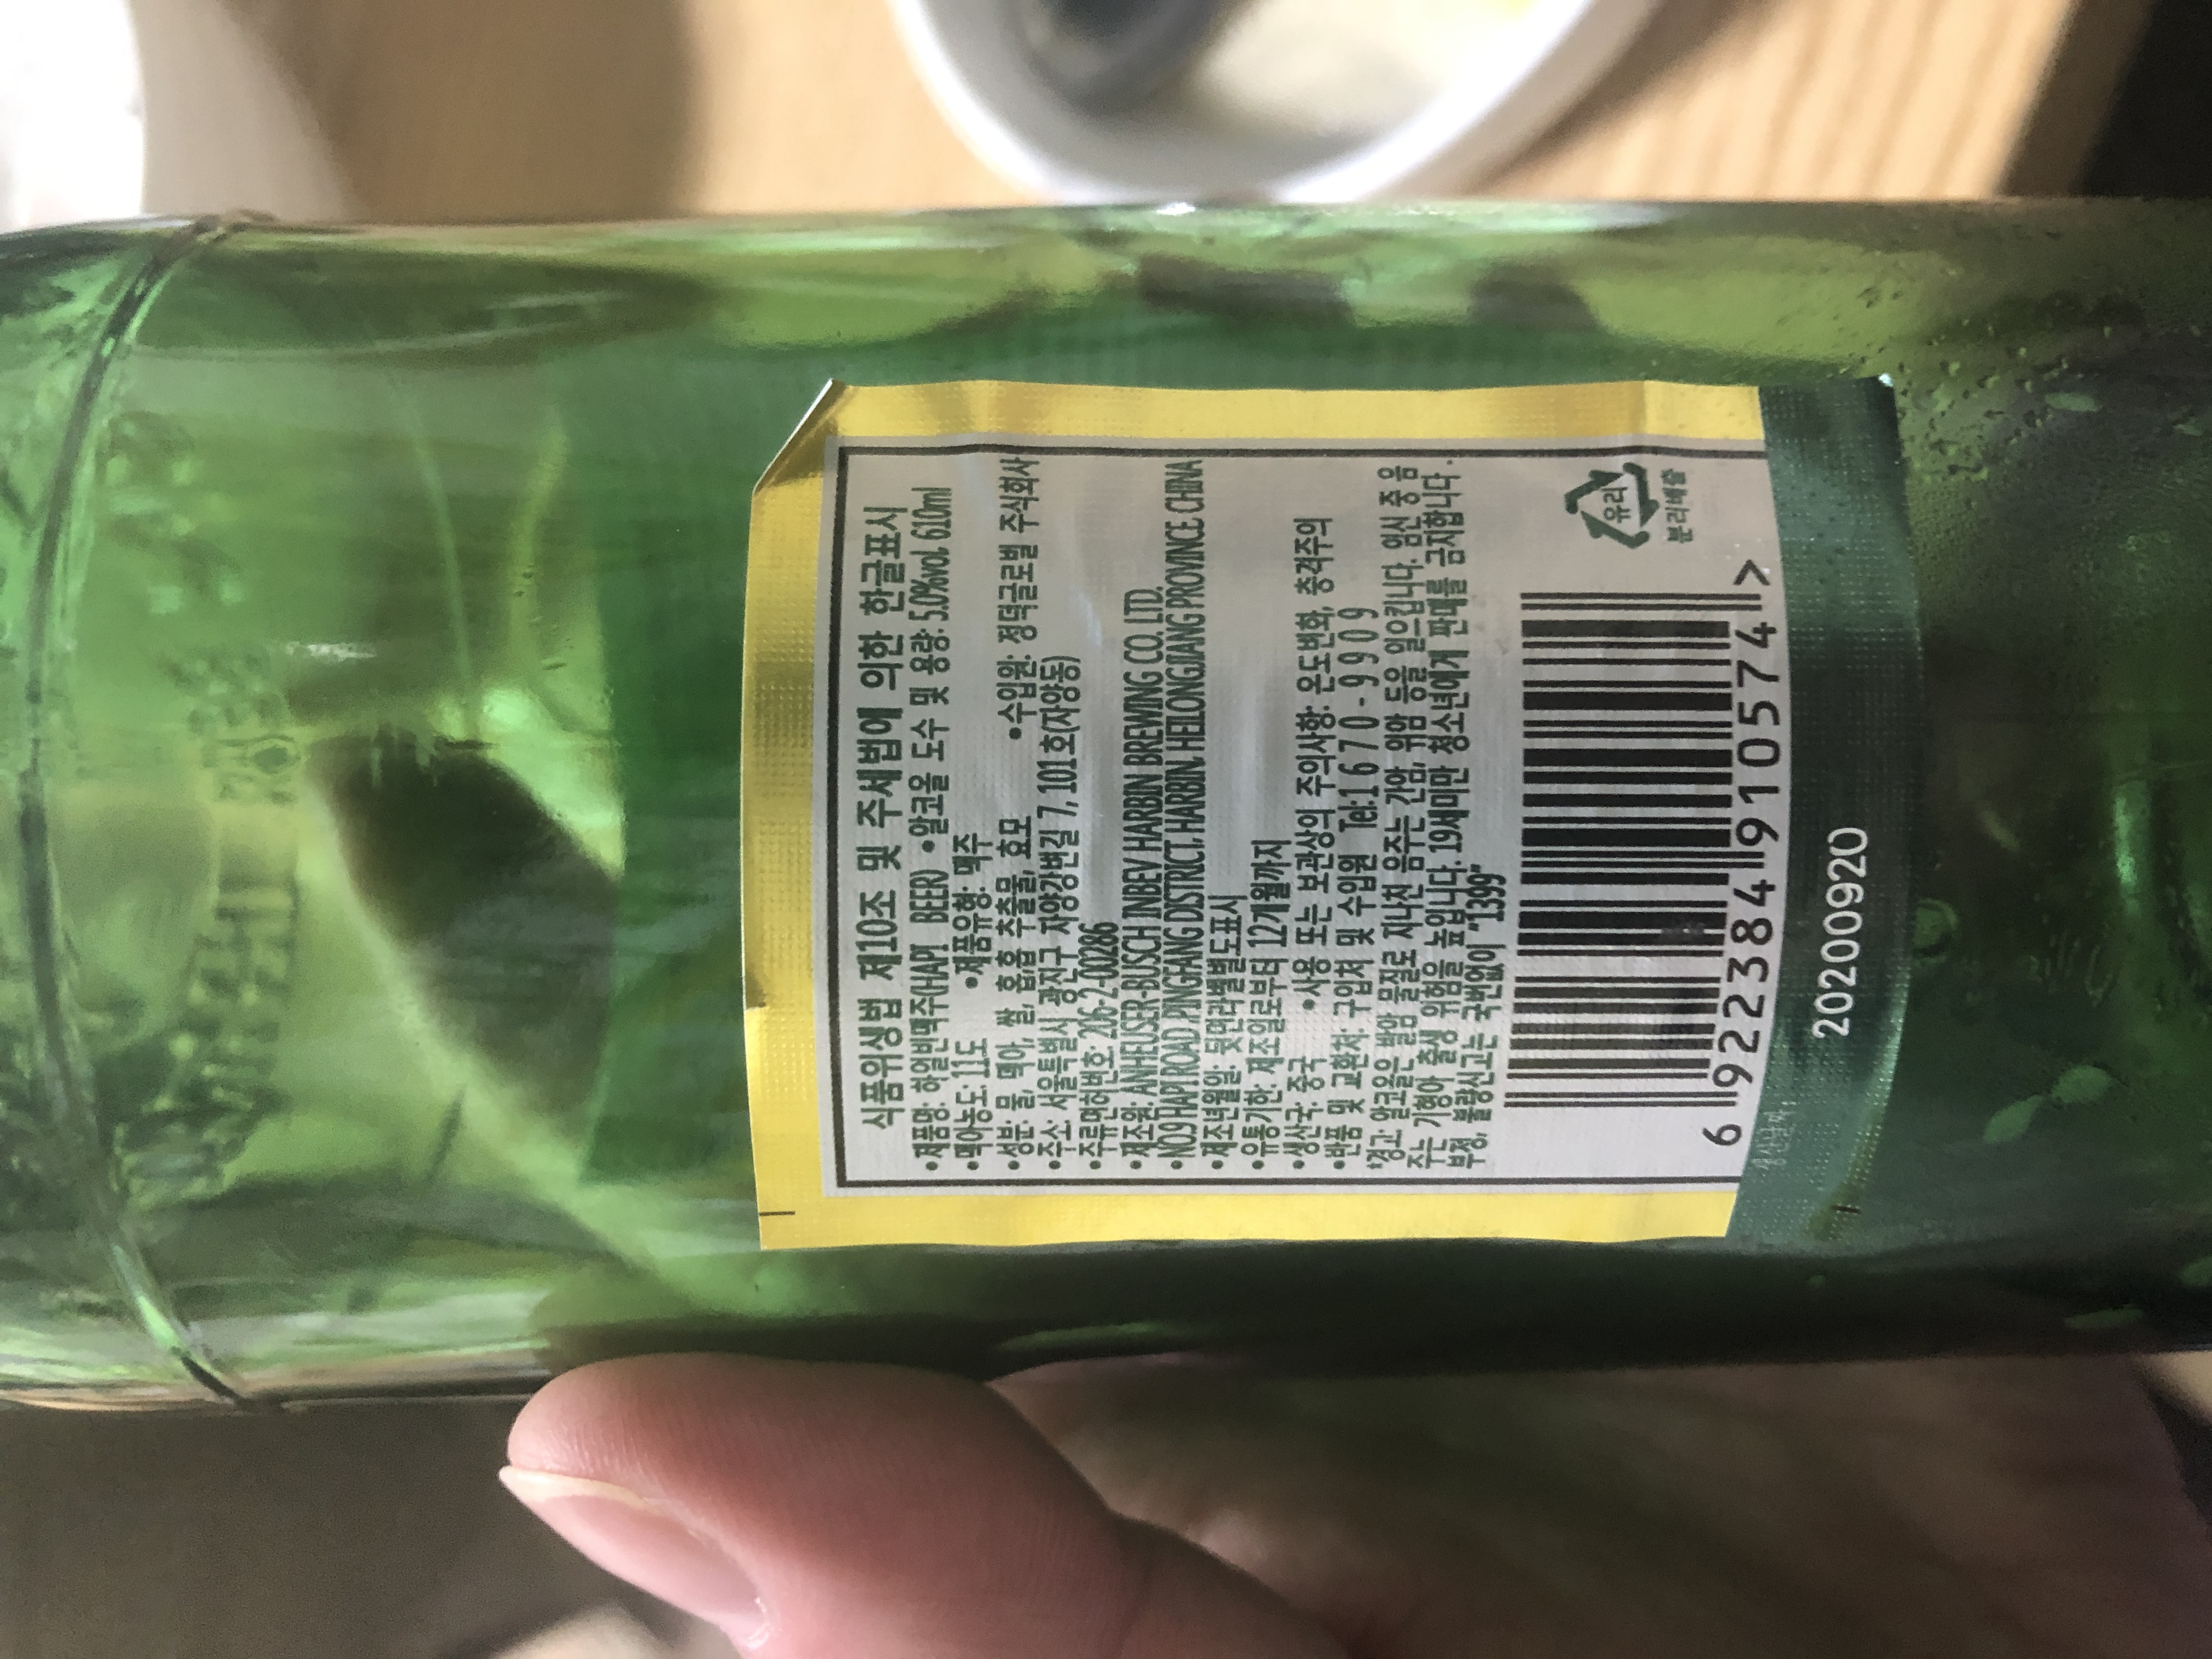 식품위생법 제10조 및 주세법에 의한 한글표시
•제품명: 하얼빈맥주(HAPI BEER) •알코올 도수 및 용량: 5.0%vol, 610ml
•맥아농도: 11도 •제품유형: 맥주
•성분: 물, 맥아, 쌀, 홉,홉 추출물, 효모 •수입원: 정덕글로벌 주식회사
•주소: 서울특별시 광진구 자양강변길 7, 101호(자양동)
•주류면허번호: 206-2-00286
•제조원: ANHEUSER-BUSCH INBEV HARBIN BREWING CO. LTD.
•NO.9 HAPI ROAD ,PINGFANG DISTRICT, HARBIN, HEILONGJIANG PROVINCE CHINA
•제조년월일: 뒷면라벨별도표시
•유통기한: 제조일로부터 12개월까지
•생산국: 중국 •사용 또는 보관상의 주의사항: 온도변화, 충격주의
•반품 및 교환처: 구입처 및 수입원 Tel:1670-9909
*경고: 알코올은 발암 물질로 지나친 음주는 간암, 위암 등을 일으킵니다. 임신 중 음
주는 기형아 출생 위험을 높입니다. 19세미만 청소년에게 판매를 금지합니다.
부정, 불량신고는 국번없이 "1399"
유리
분리배출
6 922384 910574 >
생산날짜:
20200920